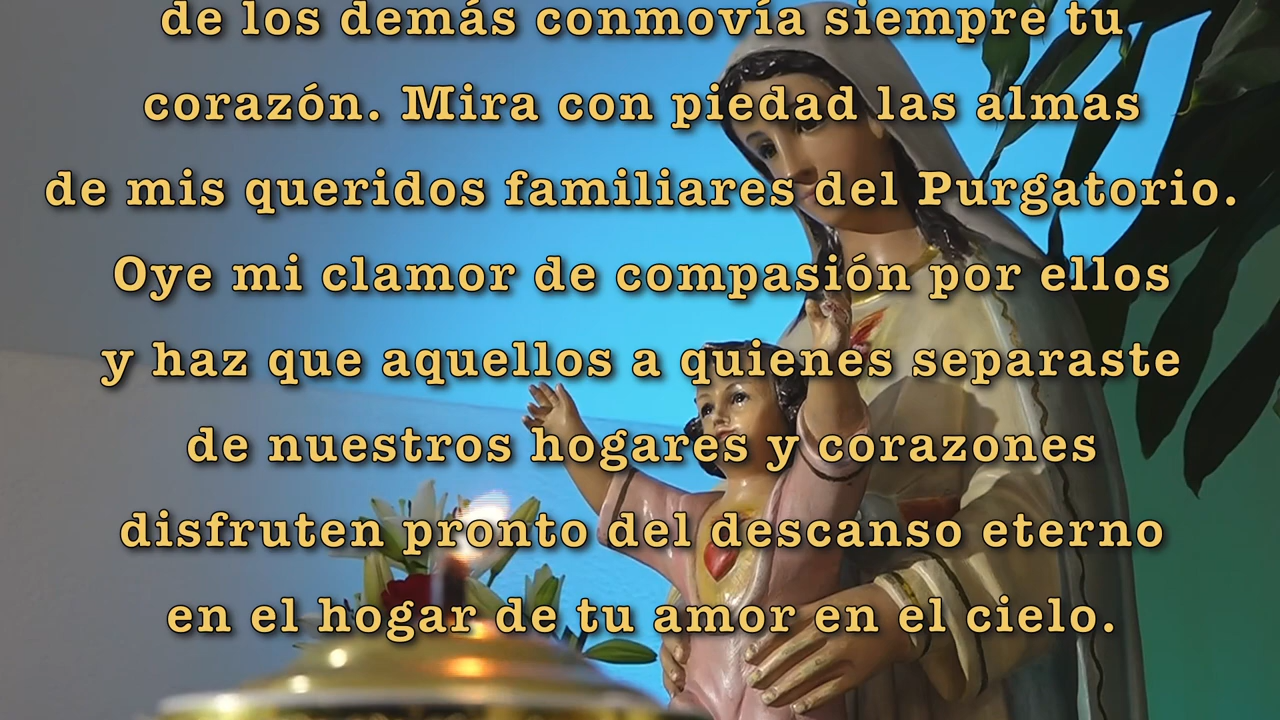 de los demás conmovía siempre tu
corazón. Mira con piedad las almas
de mis queridos familiares del Purgatorio.
Oye mi clamor de compasión por ellos
y haz que aquellos a quienes separaste
de nuestros hogares y corazones
disfruten pronto del descanso eterno
en el hogar de tu amor en el cielo.